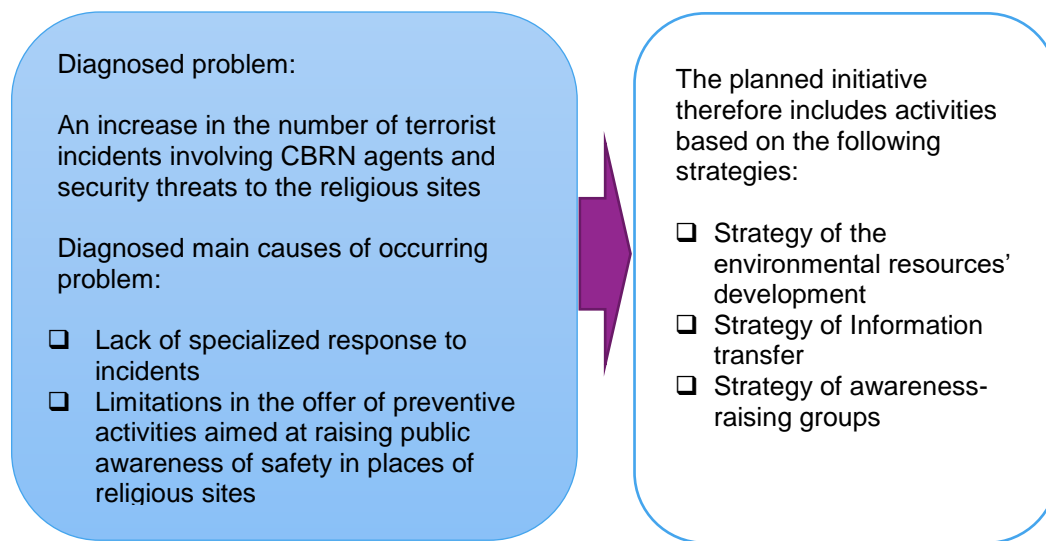 Diagnosed problem:
An increase in the number of terrorist
incidents involving CBRN agents and
security threats to the religious sites
Diagnosed main causes of occurring
problem:
❑ Lack of specialized response to
incidents
❑ Limitations in the offer of preventive
activities aimed at raising public
awareness of safety in places of
religious sites
The planned initiative
therefore includes activities
based on the following
strategies:
❑ Strategy of the
environmental resources’
development
❑ Strategy of Information
transfer
❑ Strategy of awareness-
raising groups